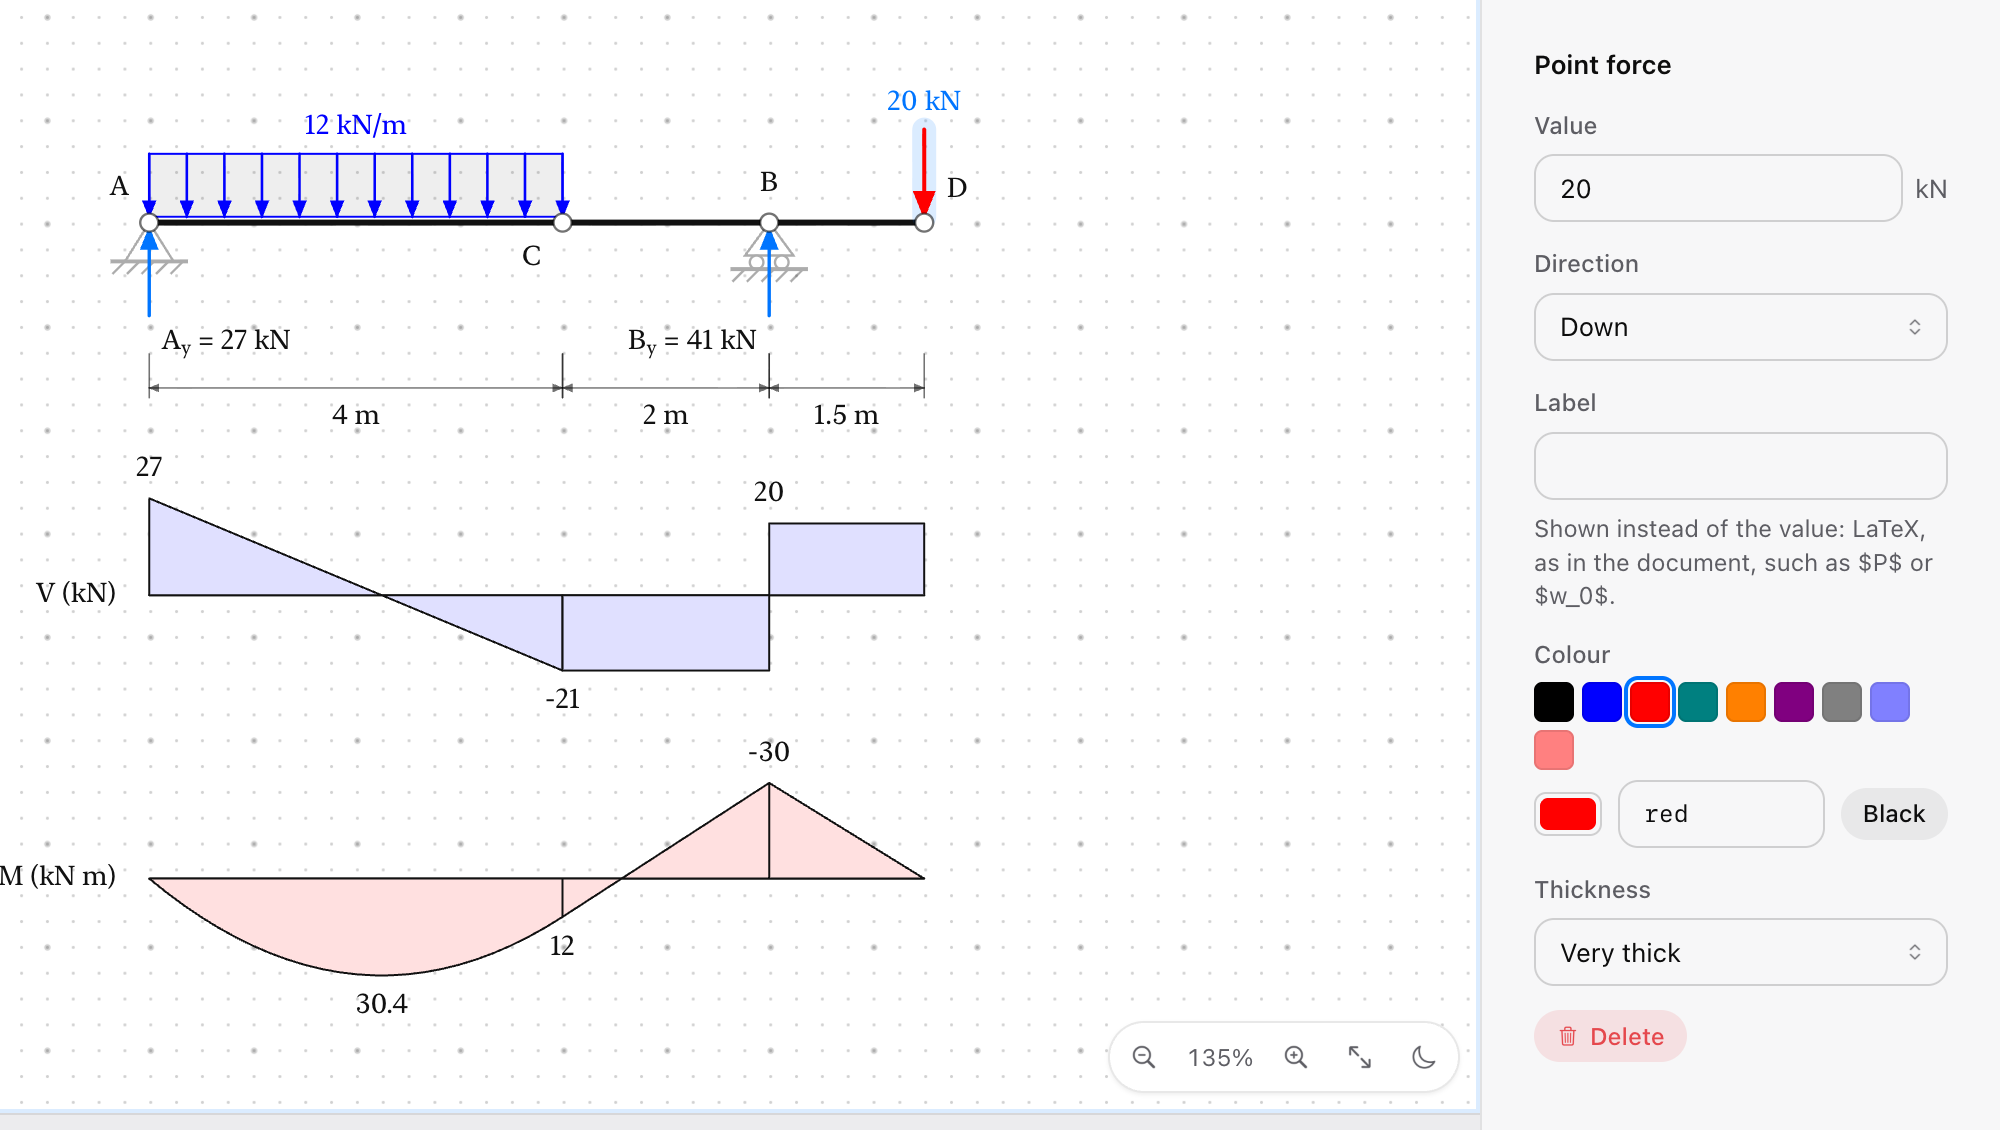 20 kN
12 kN/m
A
B
D
C
Ay = 27 kN
By = 41 kN
4 m
2 m
1.5 m
27
20
V (kN)
-21
-30
M (kN m)
12
30.4
135%
Point force
Value
20
kN
Direction
Down
Label
Shown instead of the value: LaTeX,
as in the document, such as $P$ or
$w_0$.
Colour
red
Black
Thickness
Very thick
Delete